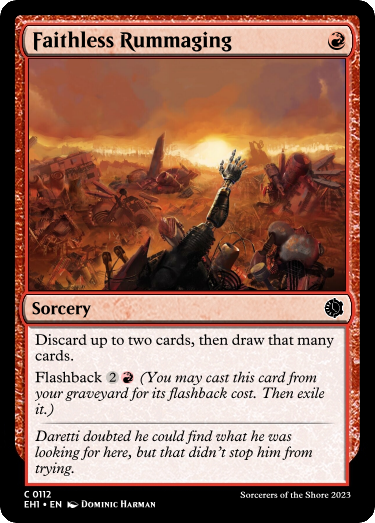 Faithless Rummaging
Sorcery
Discard up to two cards, then draw that many
cards.
Flashback 2 (You may cast this card from
your graveyard for its flashback cost. Then exile
it.)
Daretti doubted he could find what he was
looking for here, but that didn't stop him from
trying.
C 0112
EH1 • EN Dominic Harman
Sorcerers of the Shore 2023